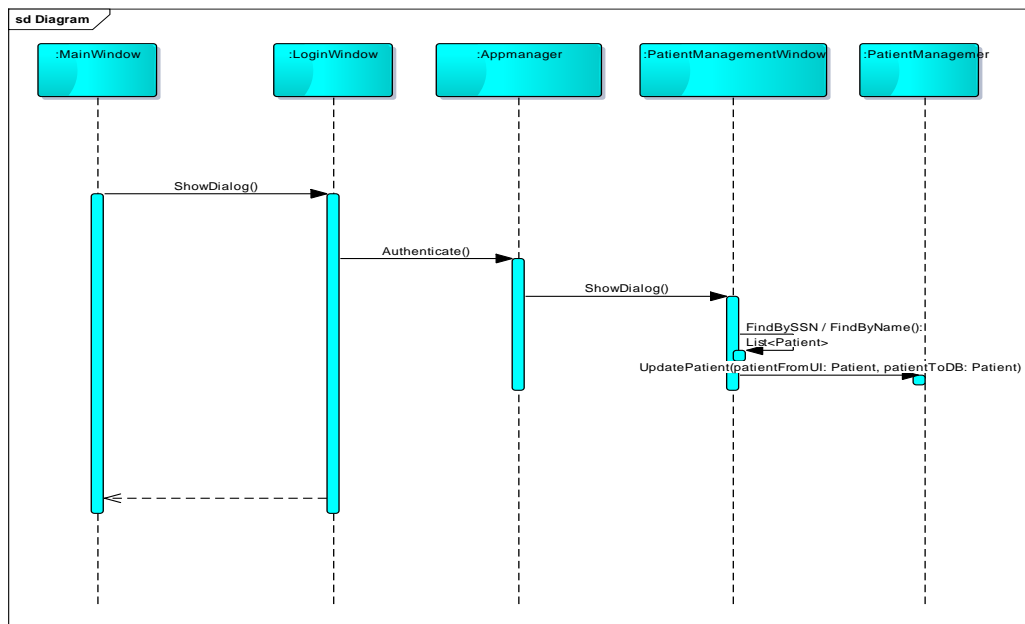 sd Diagram
:MainWindow
:LoginWindow
:Appmanager
:PatientManagementWindow
:PatientManagemer
ShowDialog()
Authenticate()
ShowDialog()
FindBySSN / FindByName():
List<Patient>
UpdatePatient(patientFromUI: Patient, patientToDB: Patient)